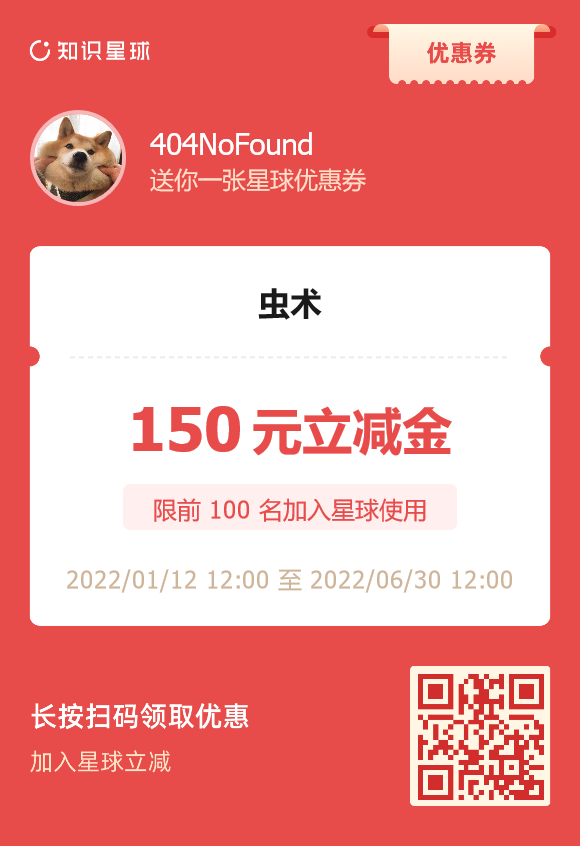 知识星球
优惠券
404NoFound
送你一张星球优惠券
虫术
150 元立减金
限前 100 名加入星球使用
2022/01/12 12:00 至 2022/06/30 12:00
长按扫码领取优惠
加入星球立减